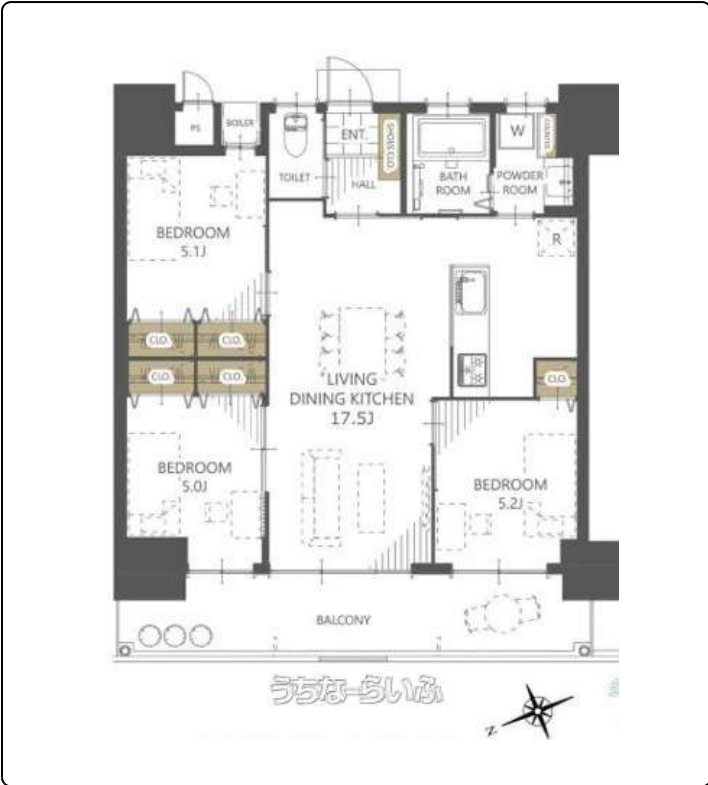 PS
BOILER
TOILET
ENT.
SHOES CLO.
HALL
BATH
ROOM
W
COUNTER
POWDER
ROOM
BEDROOM
5.1J
R
CLO.
CLO.
CLO.
CLO.
LIVING
DINING KITCHEN
17.5J
CLO.
BEDROOM
5.0J
BEDROOM
5.2J
BALCONY
うちなーらいふ
N